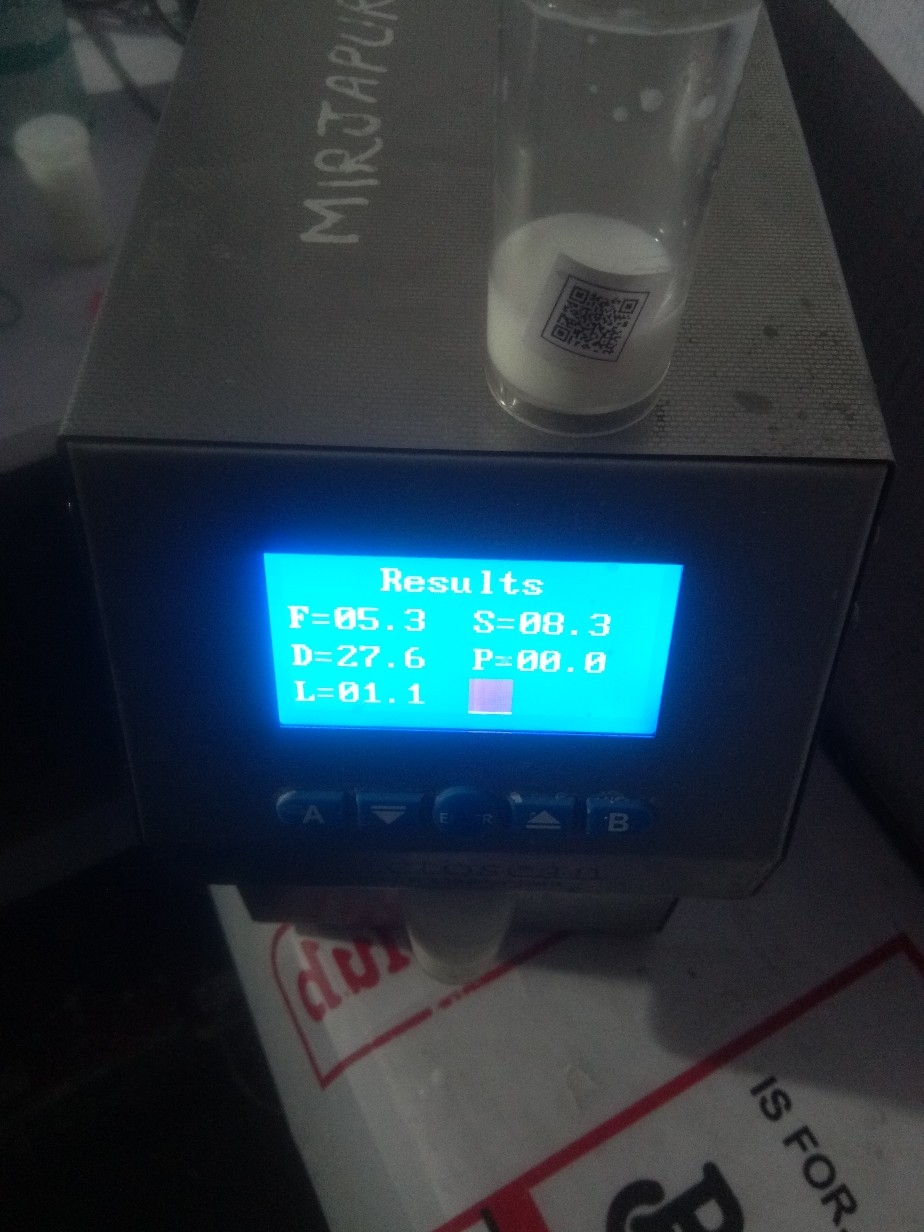 MIRJAPUR
Results
F=05.3 S=08.3
D=27.6 P=00.0
L=01.1
A
B
IS FOR